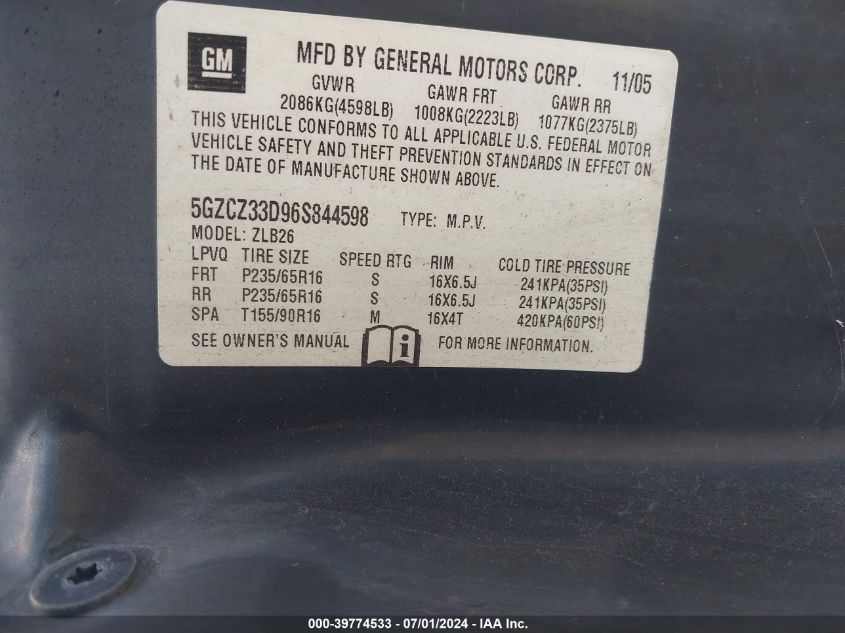 GM
MFD BY GENERAL MOTORS CORP. 11/05
GVWR GAWR FRT GAWR RR
2086KG(4598LB) 1008KG(2223LB) 1077KG(2375LB)
THIS VEHICLE CONFORMS TO ALL APPLICABLE U.S. FEDERAL MOTOR
VEHICLE SAFETY AND THEFT PREVENTION STANDARDS IN EFFECT ON
THE DATE OF MANUFACTURE SHOWN ABOVE.
5GZCZ33D96S844598 TYPE: M.P.V.
MODEL: ZLB26
LPVQ TIRE SIZE SPEED RTG RIM COLD TIRE PRESSURE
FRT P235/65R16 S 16X6.5J 241KPA(35PSI)
RR P235/65R16 S 16X6.5J 241KPA(35PSI)
SPA T155/90R16 M 16X4T 420KPA(60PSI)
SEE OWNER'S MANUAL i FOR MORE INFORMATION.
000-39774533 - 07/01/2024 - IAA Inc.